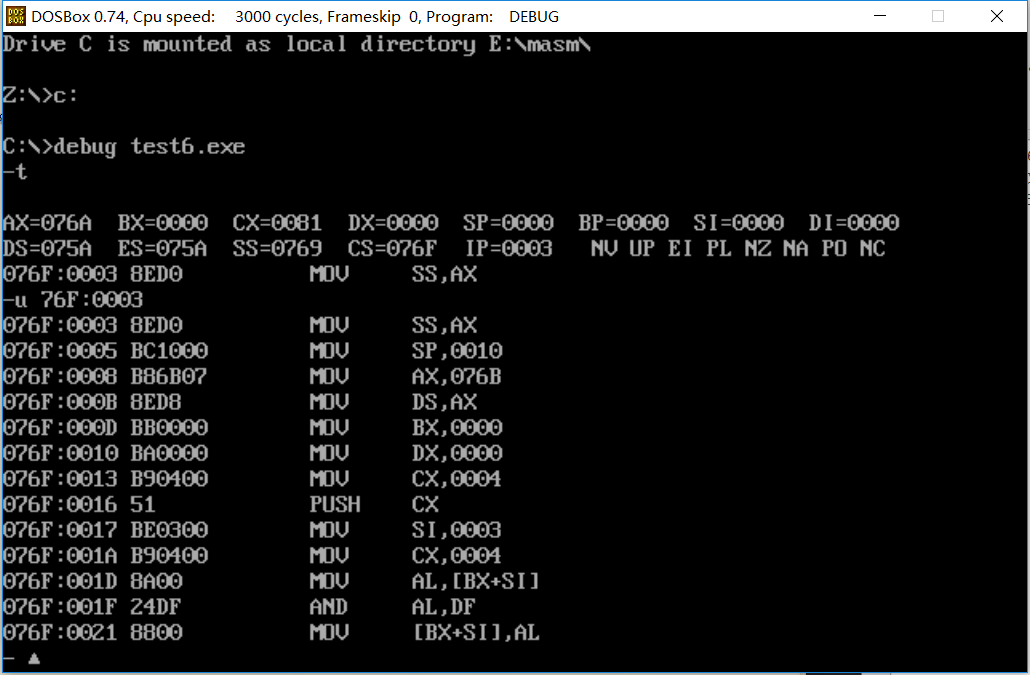 DOS BOX DOSBox 0.74, Cpu speed: 3000 cycles, Frameskip 0, Program: DEBUG
Drive C is mounted as local directory E:\masm\
Z:\>c:
C:\>debug test6.exe
-t
AX=076A BX=0000 CX=0081 DX=0000 SP=0000 BP=0000 SI=0000 DI=0000
DS=075A ES=075A SS=0769 CS=076F IP=0003 NV UP EI PL NZ NA PO NC
076F:0003 8ED0 MOV SS,AX
-u 76F:0003
076F:0003 8ED0 MOV SS,AX
076F:0005 BC1000 MOV SP,0010
076F:0008 B86B07 MOV AX,076B
076F:000B 8ED8 MOV DS,AX
076F:000D BB0000 MOV BX,0000
076F:0010 BA0000 MOV DX,0000
076F:0013 B90400 MOV CX,0004
076F:0016 51 PUSH CX
076F:0017 BE0300 MOV SI,0003
076F:001A B90400 MOV CX,0004
076F:001D 8A00 MOV AL,[BX+SI]
076F:001F 24DF AND AL,DF
076F:0021 8800 MOV [BX+SI],AL
- ▲